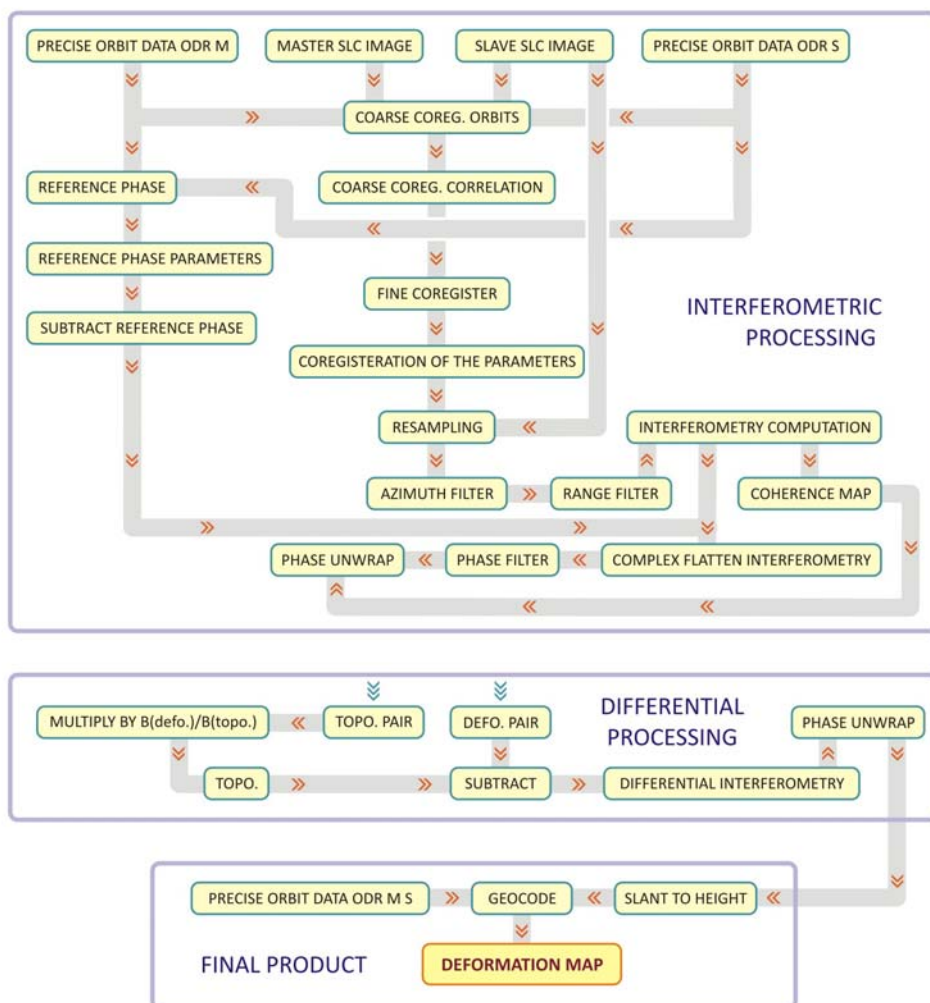 PRECISE ORBIT DATA ODR M
MASTER SLC IMAGE
SLAVE SLC IMAGE
PRECISE ORBIT DATA ODR S
COARSE COREG. ORBITS
REFERENCE PHASE
COARSE COREG. CORRELATION
REFERENCE PHASE PARAMETERS
FINE COREGISTER
INTERFEROMETRIC
PROCESSING
SUBTRACT REFERENCE PHASE
COREGISTERATION OF THE PARAMETERS
RESAMPLING
INTERFEROMETRY COMPUTATION
AZIMUTH FILTER
RANGE FILTER
COHERENCE MAP
PHASE UNWRAP
PHASE FILTER
COMPLEX FLATTEN INTERFEROMETRY
MULTIPLY BY B(defo.)/B(topo.)
TOPO. PAIR
DEFO. PAIR
DIFFERENTIAL
PROCESSING
PHASE UNWRAP
TOPO.
SUBTRACT
DIFFERENTIAL INTERFEROMETRY
PRECISE ORBIT DATA ODR M S
GEOCODE
SLANT TO HEIGHT
FINAL PRODUCT
DEFORMATION MAP